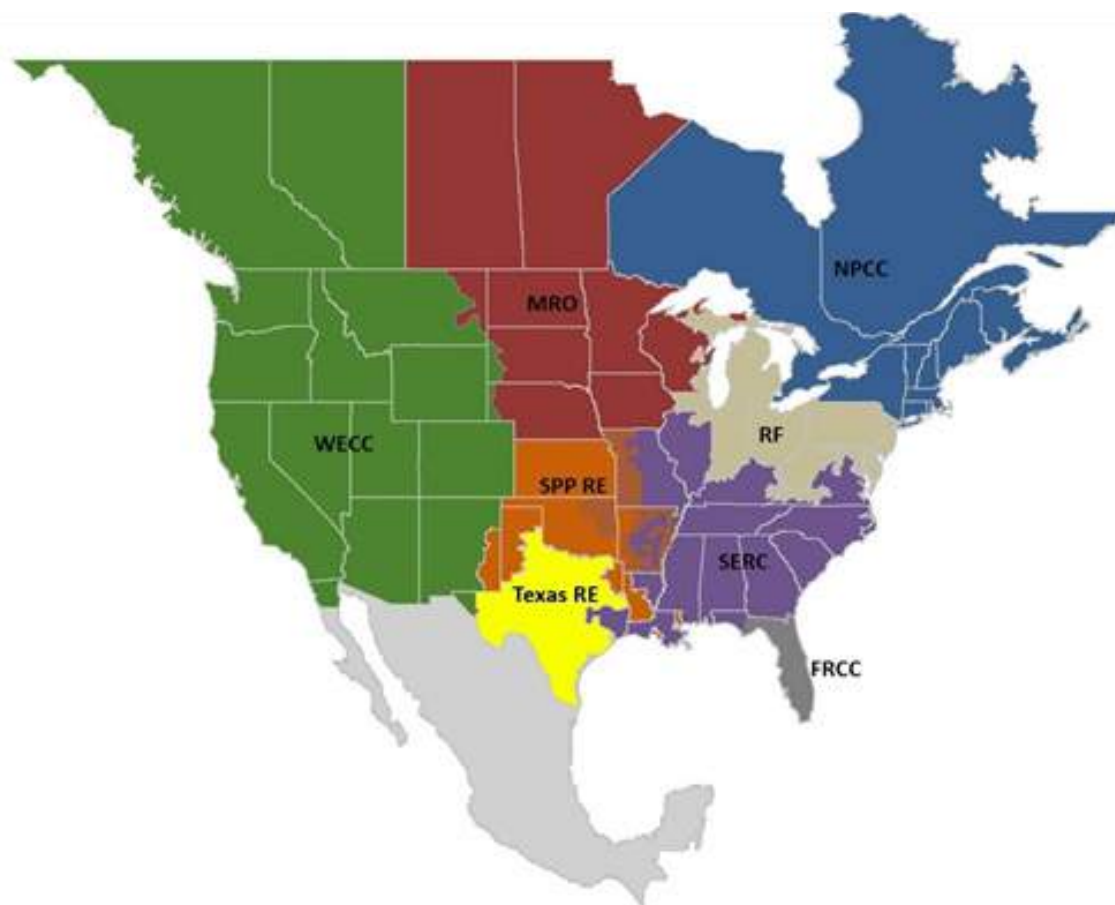 NPCC
MRO
RF
WECC
SPP RE
SERC
Texas RE
FRCC